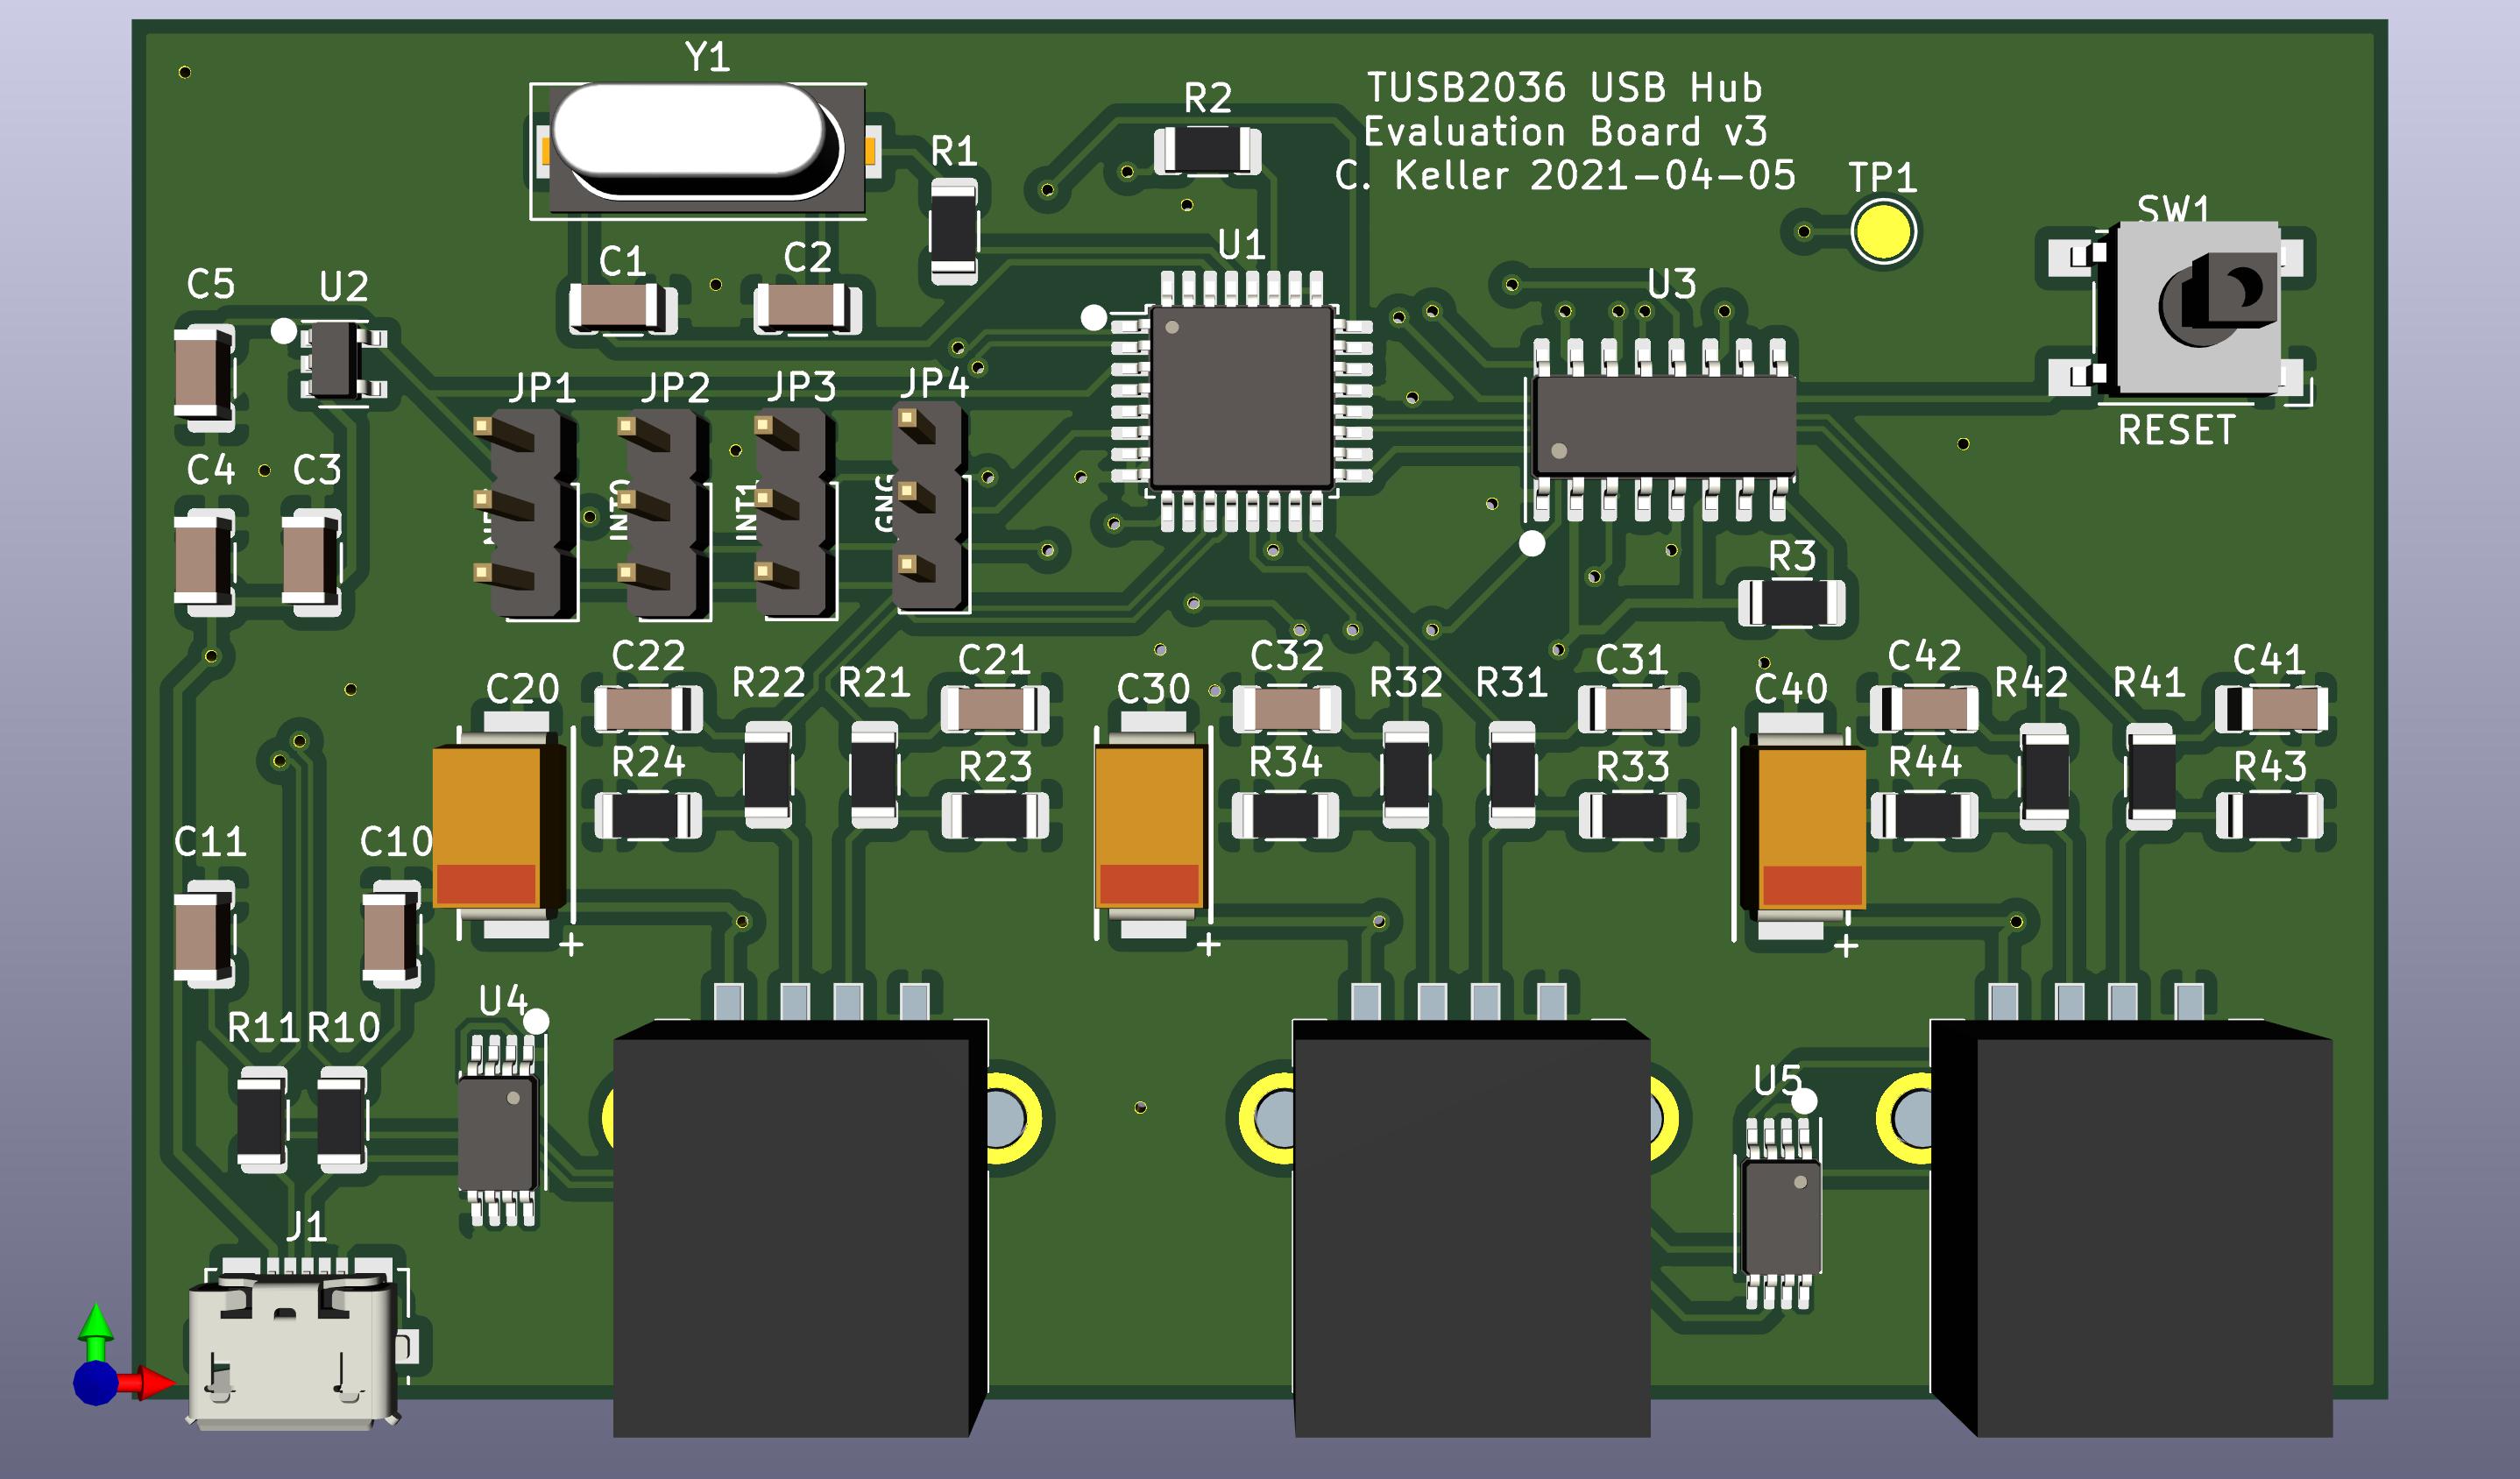 Y1
R2
TUSB2036 USB Hub
Evaluation Board v3
C. Keller 2021-04-05
R1
TP1
SW1
C5
U2
C1
C2
U1
U3
JP1
JP2
JP3
JP4
RESET
C4
C3
INT1
R3
C20
C22
R22
R21
C21
C30
C32
R32
R31
C31
C40
C42
R42
R41
C41
R24
R23
R34
R33
R44
R43
C11
C10
+
+
+
U4
R11
R10
U5
J1